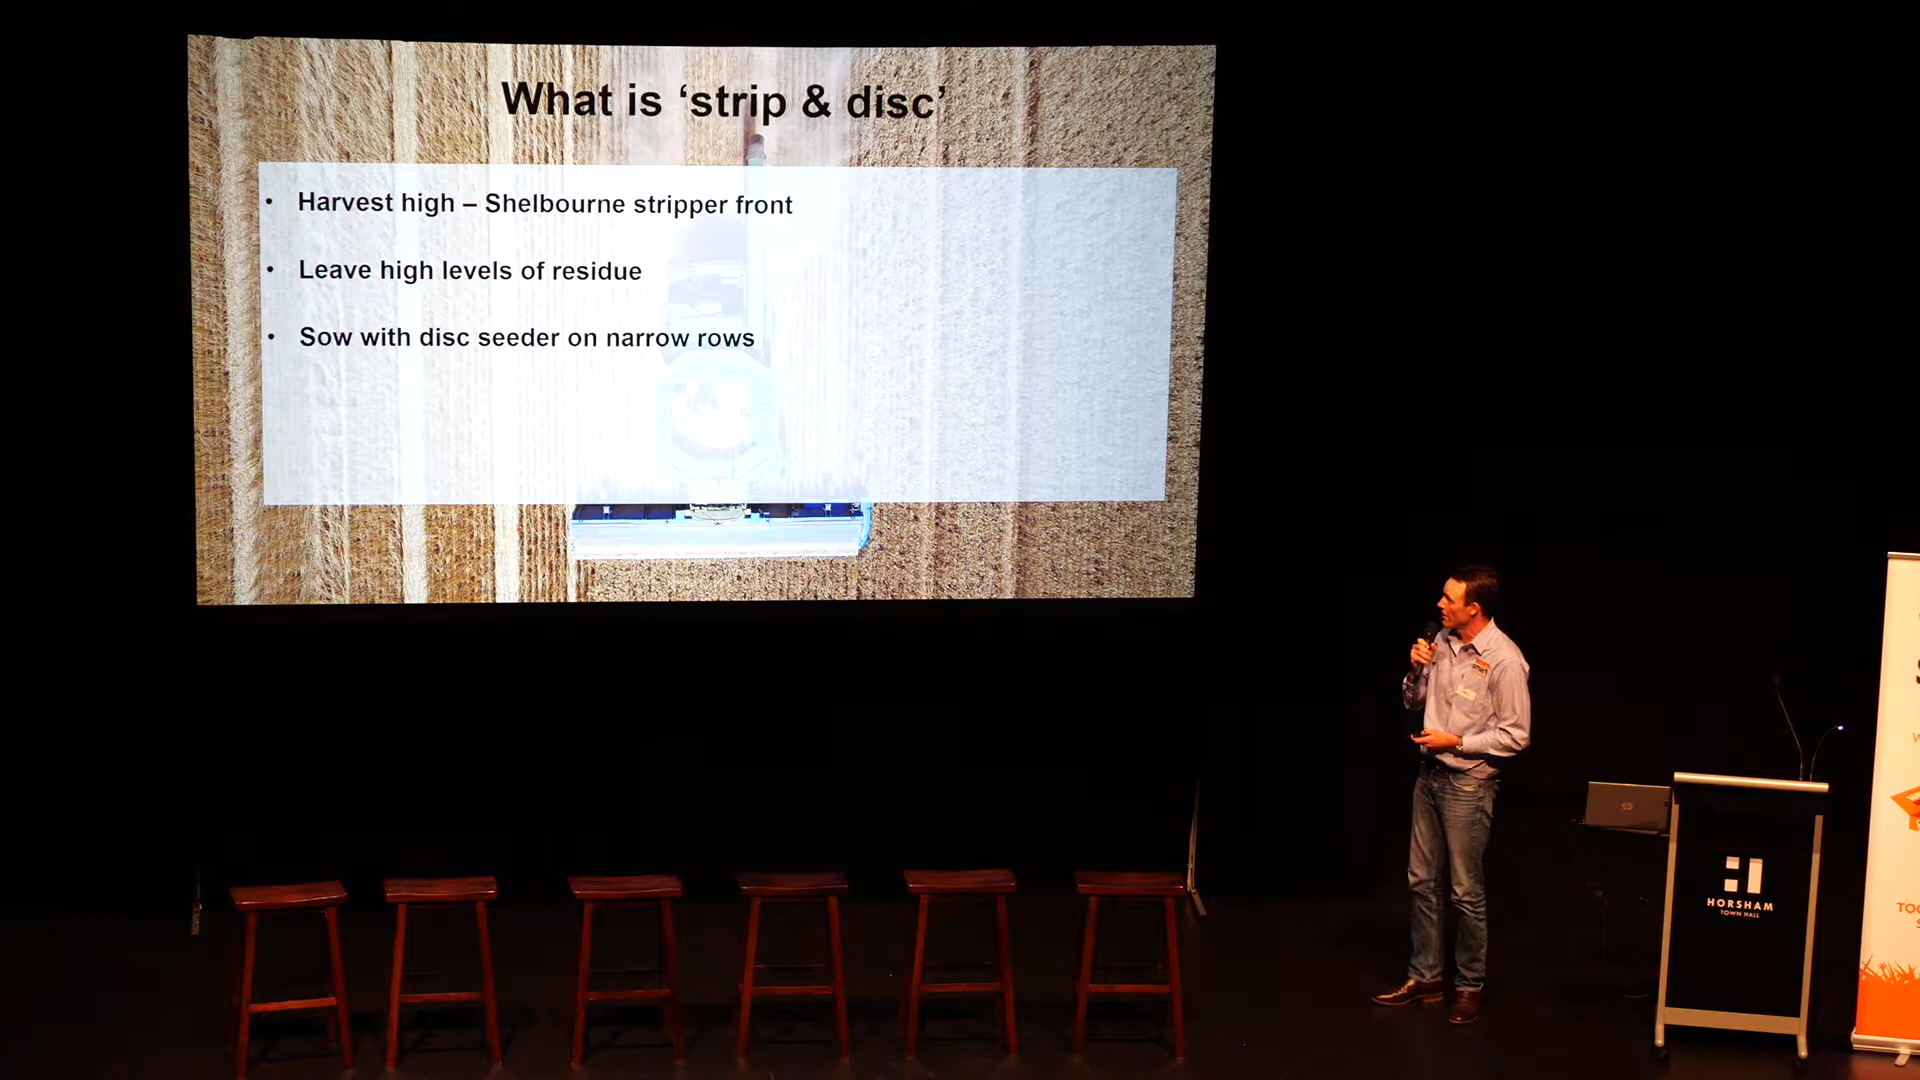 What is ‘strip & disc’
• Harvest high – Shelbourne stripper front
• Leave high levels of residue
• Sow with disc seeder on narrow rows
HORSHAM
TOWN HALL